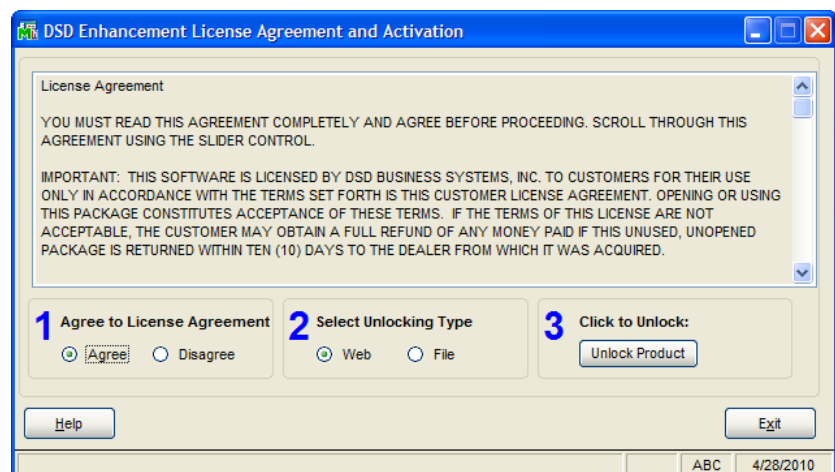 DSD Enhancement License Agreement and Activation
License Agreement
YOU MUST READ THIS AGREEMENT COMPLETELY AND AGREE BEFORE PROCEEDING. SCROLL THROUGH THIS
AGREEMENT USING THE SLIDER CONTROL.
IMPORTANT: THIS SOFTWARE IS LICENSED BY DSD BUSINESS SYSTEMS, INC. TO CUSTOMERS FOR THEIR USE
ONLY IN ACCORDANCE WITH THE TERMS SET FORTH IS THIS CUSTOMER LICENSE AGREEMENT. OPENING OR USING
THIS PACKAGE CONSTITUTES ACCEPTANCE OF THESE TERMS. IF THE TERMS OF THIS LICENSE ARE NOT
ACCEPTABLE, THE CUSTOMER MAY OBTAIN A FULL REFUND OF ANY MONEY PAID IF THIS UNUSED, UNOPENED
PACKAGE IS RETURNED WITHIN TEN (10) DAYS TO THE DEALER FROM WHICH IT WAS ACQUIRED.
1 Agree to License Agreement
Agree Disagree
2 Select Unlocking Type
Web File
3 Click to Unlock:
Unlock Product
Help Exit
ABC 4/28/2010